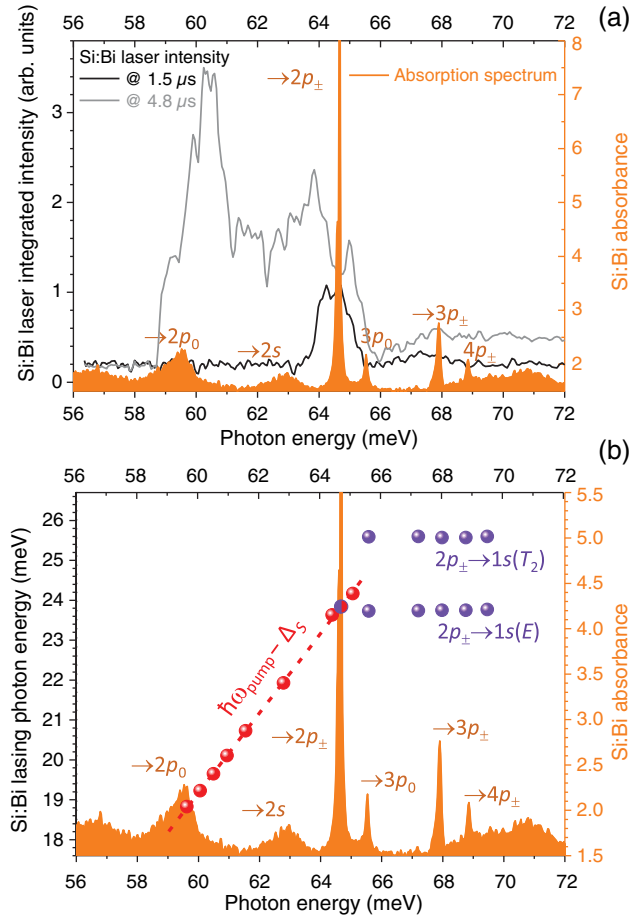 (a)
56 58 60 62 64 66 68 70 72
Si:Bi laser intensity
@ 1.5 µs
@ 4.8 µs
→2p±
Absorption spectrum
Si:Bi laser integrated intensity (arb. units)
3
2
1
0
8
7
6
5
4
3
2
Si:Bi absorbance
→2p₀
→2s
3p₀
→3p±
4p±
56 58 60 62 64 66 68 70 72
Photon energy (meV)
(b)
56 58 60 62 64 66 68 70 72
Si:Bi lasing photon energy (meV)
26
25
24
23
22
21
20
19
18
5.5
5.0
4.5
4.0
3.5
3.0
2.5
2.0
1.5
Si:Bi absorbance
2p±→1s(T₂)
2p±→1s(E)
ħω_pump − Δ_S
→2p₀
→2s
→2p±
→3p₀
→3p±
→4p±
56 58 60 62 64 66 68 70 72
Photon energy (meV)